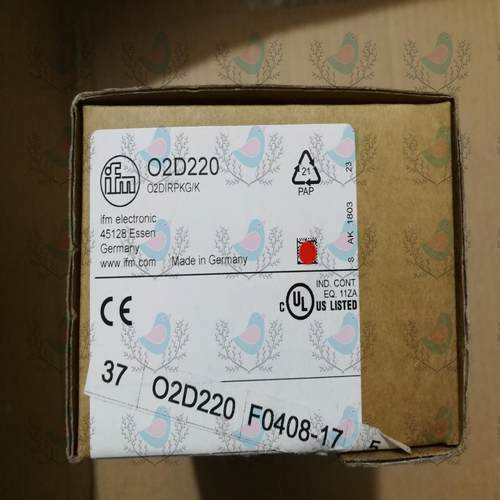 ifm
O2D220
O2DIRPKG/K
ifm electronic
45128 Essen
Germany
www.ifm.com
Made in Germany
21
PAP
S AK 1803 23
CE
C UL US LISTED
IND. CONT.
EQ. 11ZA
37 O2D220 F0408-17